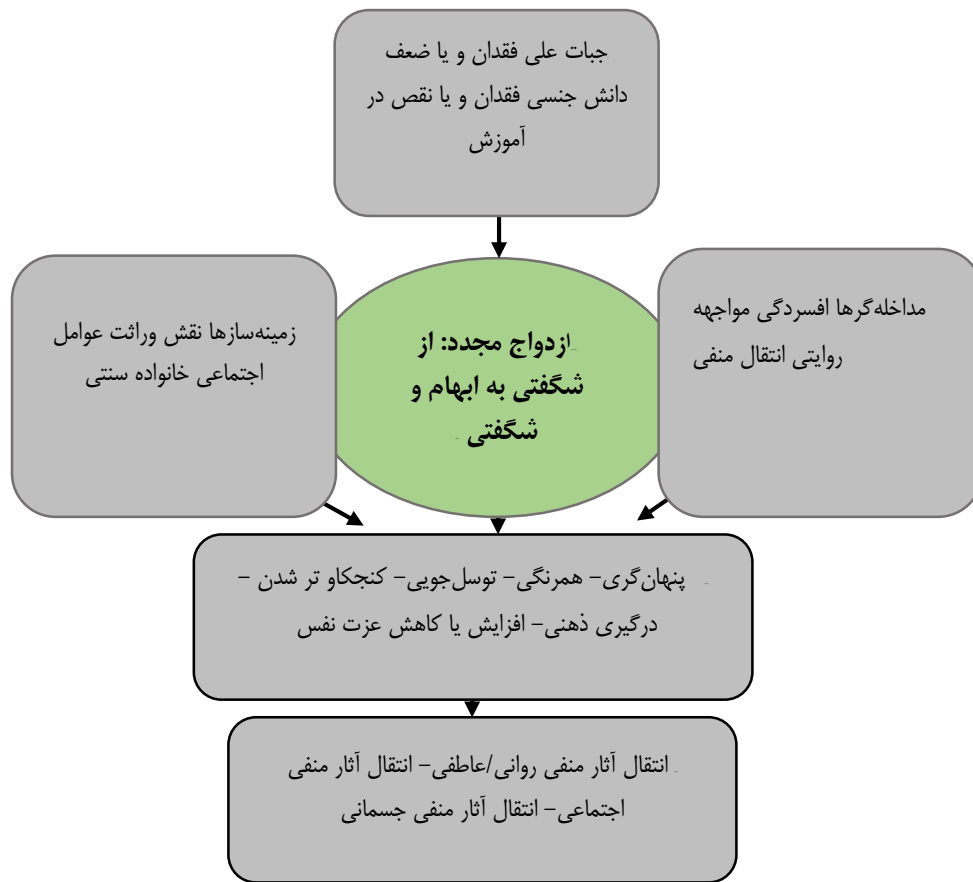 جبات علی فقدان و یا ضعف
دانش جنسی فقدان و یا نقص در
آموزش
زمینه‌سازها نقش وراثت عوامل
اجتماعی خانواده سنتی
ازدواج مجدد: از
شگفتی به ابهام و
شگفتی
مداخله‌گرها افسردگی مواجهه
روایتی انتقال منفی
پنهان‌گری– همرنگی– توسل‌جویی– کنجکاو تر شدن –
درگیری ذهنی– افزایش یا کاهش عزت نفس
انتقال آثار منفی روانی/عاطفی– انتقال آثار منفی
اجتماعی– انتقال آثار منفی جسمانی